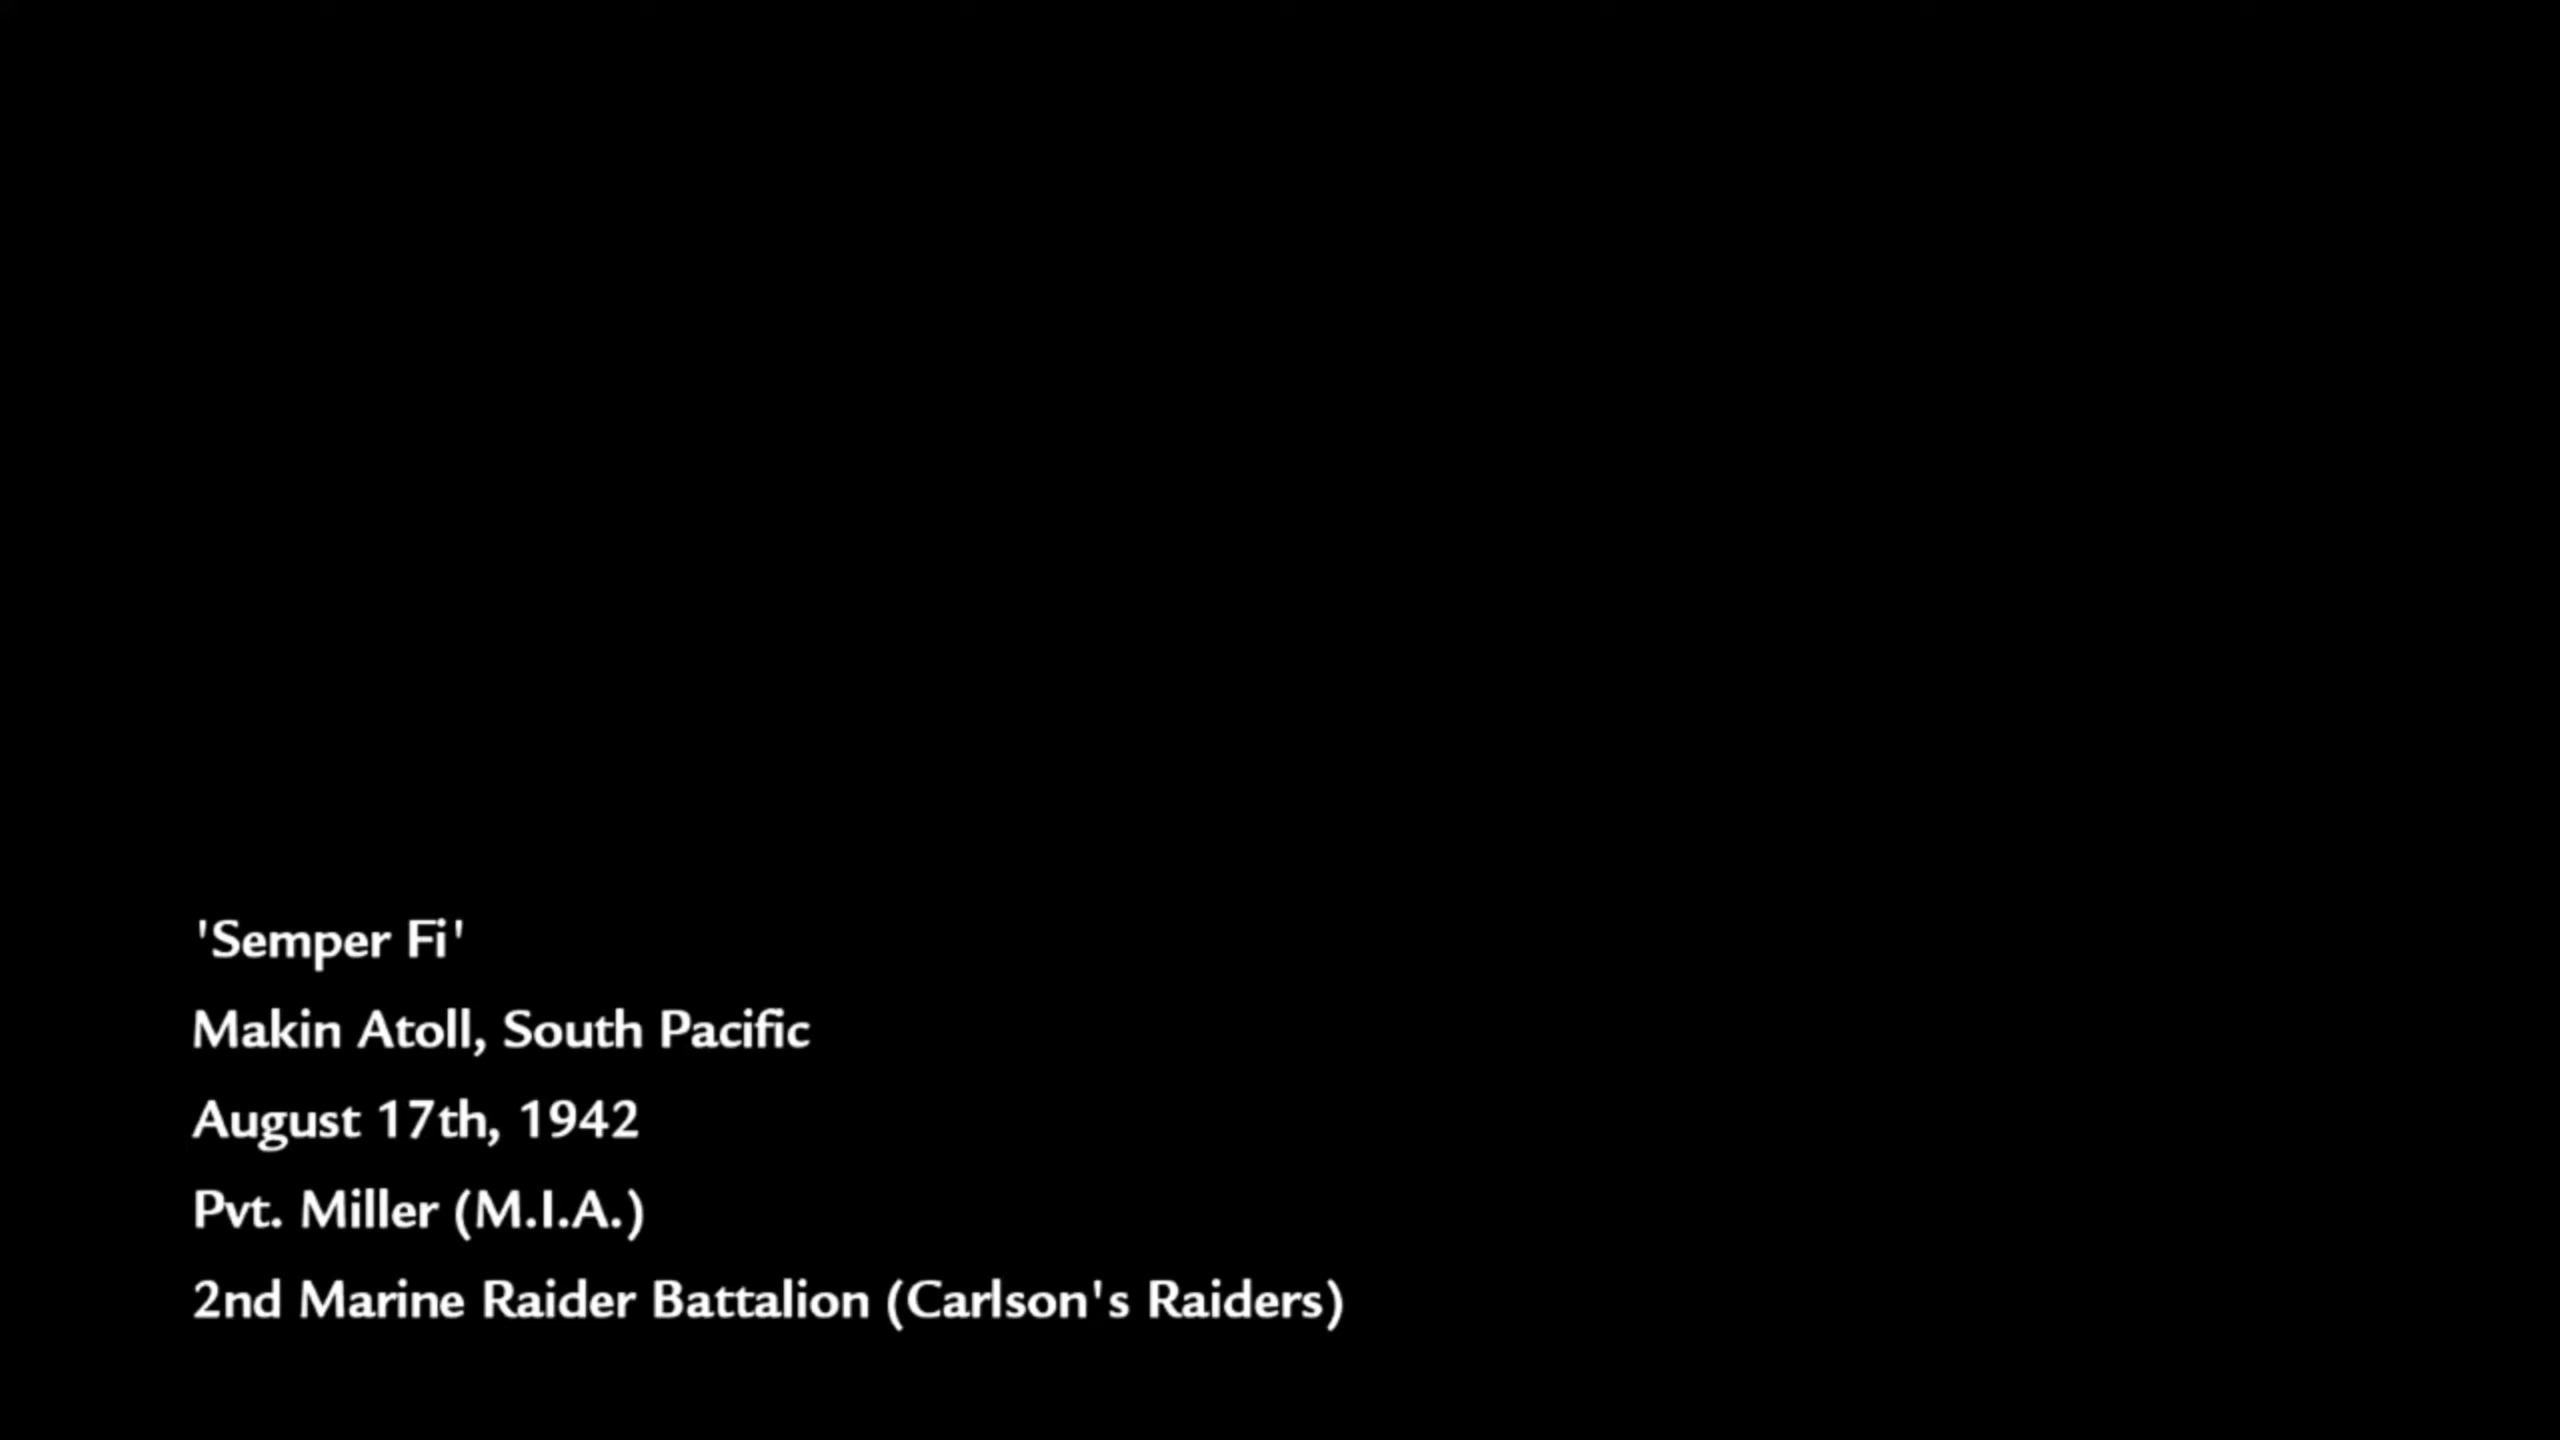 'Semper Fi'
Makin Atoll, South Pacific
August 17th, 1942
Pvt. Miller (M.I.A.)
2nd Marine Raider Battalion (Carlson's Raiders)